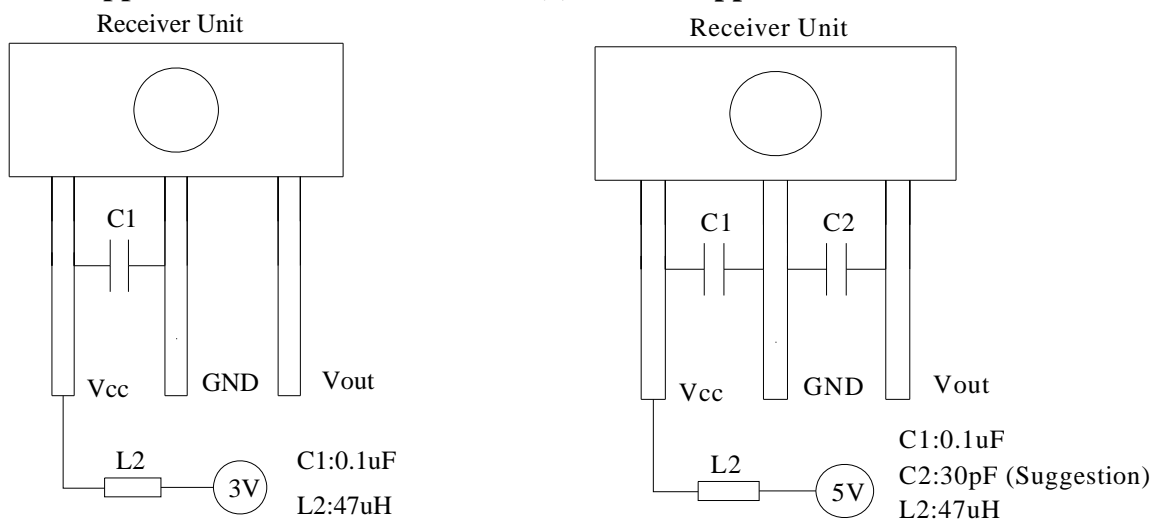 Receiver Unit
C1
Vcc
GND
Vout
L2
3V
C1:0.1uF
L2:47uH
Receiver Unit
C1
C2
Vcc
GND
Vout
L2
5V
C1:0.1uF
C2:30pF (Suggestion)
L2:47uH